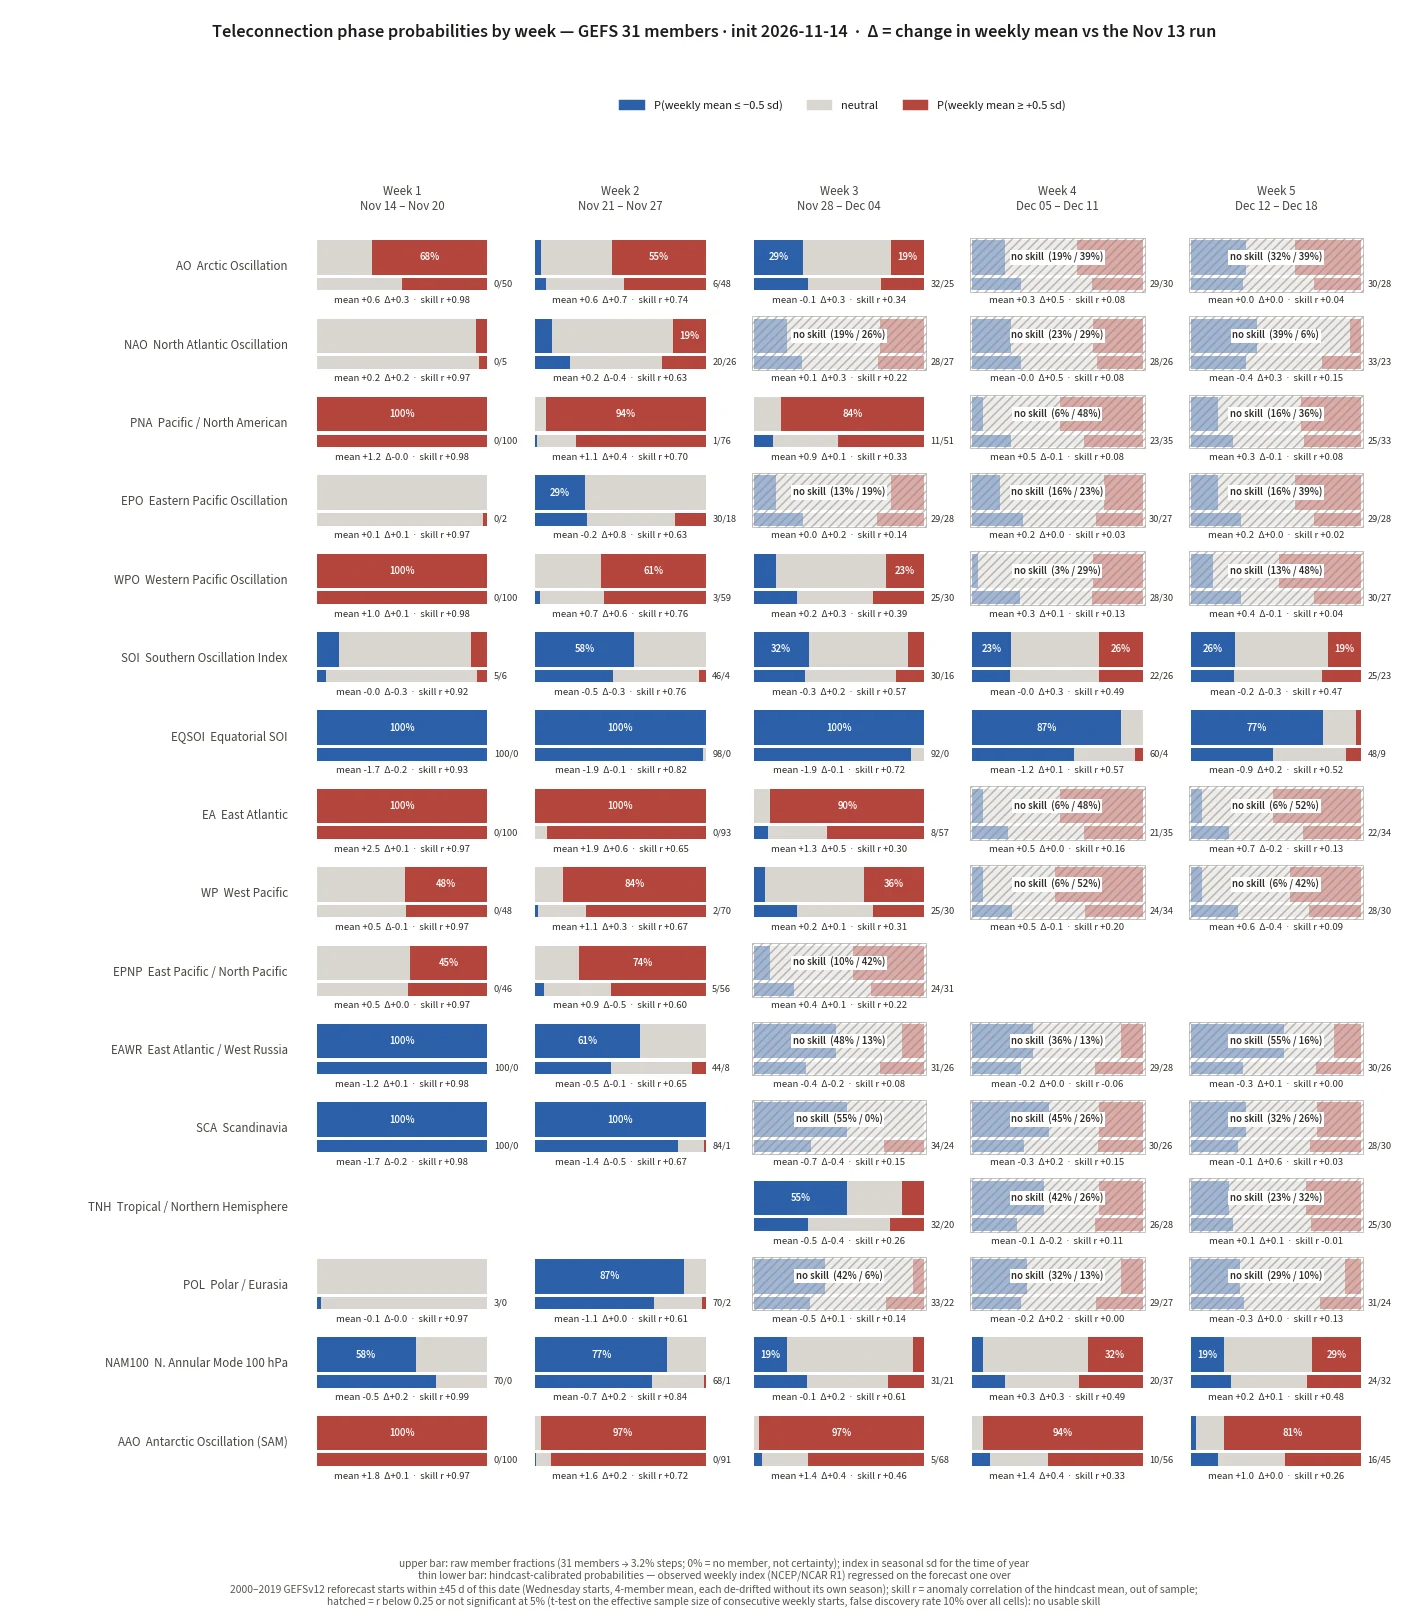 Teleconnection phase probabilities by week — GEFS 31 members · init 2026-11-14 · Δ = change in weekly mean vs the Nov 13 run
P(weekly mean ≤ −0.5 sd) neutral P(weekly mean ≥ +0.5 sd)
Week 1 Week 2 Week 3 Week 4 Week 5
Nov 14 – Nov 20 Nov 21 – Nov 27 Nov 28 – Dec 04 Dec 05 – Dec 11 Dec 12 – Dec 18
AO Arctic Oscillation
68% 55% 29% 19% no skill (19% / 39%) no skill (32% / 39%)
0/50 6/48 32/25 29/30 30/28
mean +0.6 Δ+0.3 · skill r +0.98 mean +0.6 Δ+0.7 · skill r +0.74 mean -0.1 Δ+0.3 · skill r +0.34 mean +0.3 Δ+0.5 · skill r +0.08 mean +0.0 Δ+0.0 · skill r +0.04
NAO North Atlantic Oscillation
19% no skill (19% / 26%) no skill (23% / 29%) no skill (39% / 6%)
0/5 20/26 28/27 28/26 33/23
mean +0.2 Δ+0.2 · skill r +0.97 mean +0.2 Δ-0.4 · skill r +0.63 mean +0.1 Δ+0.3 · skill r +0.22 mean -0.0 Δ+0.5 · skill r +0.08 mean -0.4 Δ+0.3 · skill r +0.15
PNA Pacific / North American
100% 94% 84% no skill (6% / 48%) no skill (16% / 36%)
0/100 1/76 11/51 23/35 25/33
mean +1.2 Δ-0.0 · skill r +0.98 mean +1.1 Δ+0.4 · skill r +0.70 mean +0.9 Δ+0.1 · skill r +0.33 mean +0.5 Δ-0.1 · skill r +0.08 mean +0.3 Δ-0.1 · skill r +0.08
EPO Eastern Pacific Oscillation
29% no skill (13% / 19%) no skill (16% / 23%) no skill (16% / 39%)
0/2 30/18 29/28 30/27 29/28
mean +0.1 Δ+0.1 · skill r +0.97 mean -0.2 Δ+0.8 · skill r +0.63 mean +0.0 Δ+0.2 · skill r +0.14 mean +0.2 Δ+0.0 · skill r +0.03 mean +0.2 Δ+0.0 · skill r +0.02
WPO Western Pacific Oscillation
100% 61% 23% no skill (3% / 29%) no skill (13% / 48%)
0/100 3/59 25/30 28/30 30/27
mean +1.0 Δ+0.1 · skill r +0.98 mean +0.7 Δ+0.6 · skill r +0.76 mean +0.2 Δ+0.3 · skill r +0.39 mean +0.3 Δ+0.1 · skill r +0.13 mean +0.4 Δ-0.1 · skill r +0.04
SOI Southern Oscillation Index
58% 32% 23% 26% 26% 19%
5/6 46/4 30/16 22/26 25/23
mean -0.0 Δ-0.3 · skill r +0.92 mean -0.5 Δ-0.3 · skill r +0.76 mean -0.3 Δ+0.2 · skill r +0.57 mean -0.0 Δ+0.3 · skill r +0.49 mean -0.2 Δ-0.3 · skill r +0.47
EQSOI Equatorial SOI
100% 100% 100% 87% 77%
100/0 98/0 92/0 60/4 48/9
mean -1.7 Δ-0.2 · skill r +0.93 mean -1.9 Δ-0.1 · skill r +0.82 mean -1.9 Δ-0.1 · skill r +0.72 mean -1.2 Δ+0.1 · skill r +0.57 mean -0.9 Δ+0.2 · skill r +0.52
EA East Atlantic
100% 100% 90% no skill (6% / 48%) no skill (6% / 52%)
0/100 0/93 8/57 21/35 22/34
mean +2.5 Δ+0.1 · skill r +0.97 mean +1.9 Δ+0.6 · skill r +0.65 mean +1.3 Δ+0.5 · skill r +0.30 mean +0.5 Δ+0.0 · skill r +0.16 mean +0.7 Δ-0.2 · skill r +0.13
WP West Pacific
48% 84% 36% no skill (6% / 52%) no skill (6% / 42%)
0/48 2/70 25/30 24/34 28/30
mean +0.5 Δ-0.1 · skill r +0.97 mean +1.1 Δ+0.3 · skill r +0.67 mean +0.2 Δ+0.1 · skill r +0.31 mean +0.5 Δ-0.1 · skill r +0.20 mean +0.6 Δ-0.4 · skill r +0.09
EPNP East Pacific / North Pacific
45% 74% no skill (10% / 42%)
0/46 5/56 24/31
mean +0.5 Δ+0.0 · skill r +0.97 mean +0.9 Δ-0.5 · skill r +0.60 mean +0.4 Δ+0.1 · skill r +0.22
EAWR East Atlantic / West Russia
100% 61% no skill (48% / 13%) no skill (36% / 13%) no skill (55% / 16%)
100/0 44/8 31/26 29/28 30/26
mean -1.2 Δ+0.1 · skill r +0.98 mean -0.5 Δ-0.1 · skill r +0.65 mean -0.4 Δ-0.2 · skill r +0.08 mean -0.2 Δ+0.0 · skill r -0.06 mean -0.3 Δ+0.1 · skill r +0.00
SCA Scandinavia
100% 100% no skill (55% / 0%) no skill (45% / 26%) no skill (32% / 26%)
100/0 84/1 34/24 30/26 28/30
mean -1.7 Δ-0.2 · skill r +0.98 mean -1.4 Δ-0.5 · skill r +0.67 mean -0.7 Δ-0.4 · skill r +0.15 mean -0.3 Δ+0.2 · skill r +0.15 mean -0.1 Δ+0.6 · skill r +0.03
TNH Tropical / Northern Hemisphere
55% no skill (42% / 26%) no skill (23% / 32%)
32/20 26/28 25/30
mean -0.5 Δ-0.4 · skill r +0.26 mean -0.1 Δ-0.2 · skill r +0.11 mean +0.1 Δ+0.1 · skill r -0.01
POL Polar / Eurasia
87% no skill (42% / 6%) no skill (32% / 13%) no skill (29% / 10%)
3/0 70/2 33/22 29/27 31/24
mean -0.1 Δ-0.0 · skill r +0.97 mean -1.1 Δ+0.0 · skill r +0.61 mean -0.5 Δ+0.1 · skill r +0.14 mean -0.2 Δ+0.2 · skill r +0.00 mean -0.3 Δ+0.0 · skill r +0.13
NAM100 N. Annular Mode 100 hPa
58% 77% 19% 32% 19% 29%
70/0 68/1 31/21 20/37 24/32
mean -0.5 Δ+0.2 · skill r +0.99 mean -0.7 Δ+0.2 · skill r +0.84 mean -0.1 Δ+0.2 · skill r +0.61 mean +0.3 Δ+0.3 · skill r +0.49 mean +0.2 Δ+0.1 · skill r +0.48
AAO Antarctic Oscillation (SAM)
100% 97% 97% 94% 81%
0/100 0/91 5/68 10/56 16/45
mean +1.8 Δ+0.1 · skill r +0.97 mean +1.6 Δ+0.2 · skill r +0.72 mean +1.4 Δ+0.4 · skill r +0.46 mean +1.4 Δ+0.4 · skill r +0.33 mean +1.0 Δ+0.0 · skill r +0.26
upper bar: raw member fractions (31 members → 3.2% steps; 0% = no member, not certainty); index in seasonal sd for the time of year
thin lower bar: hindcast-calibrated probabilities — observed weekly index (NCEP/NCAR R1) regressed on the forecast one over
2000–2019 GEFSv12 reforecast starts within ±45 d of this date (Wednesday starts, 4-member mean, each de-drifted without its own season); skill r = anomaly correlation of the hindcast mean, out of sample;
hatched = r below 0.25 or not significant at 5% (t-test on the effective sample size of consecutive weekly starts, false discovery rate 10% over all cells): no usable skill